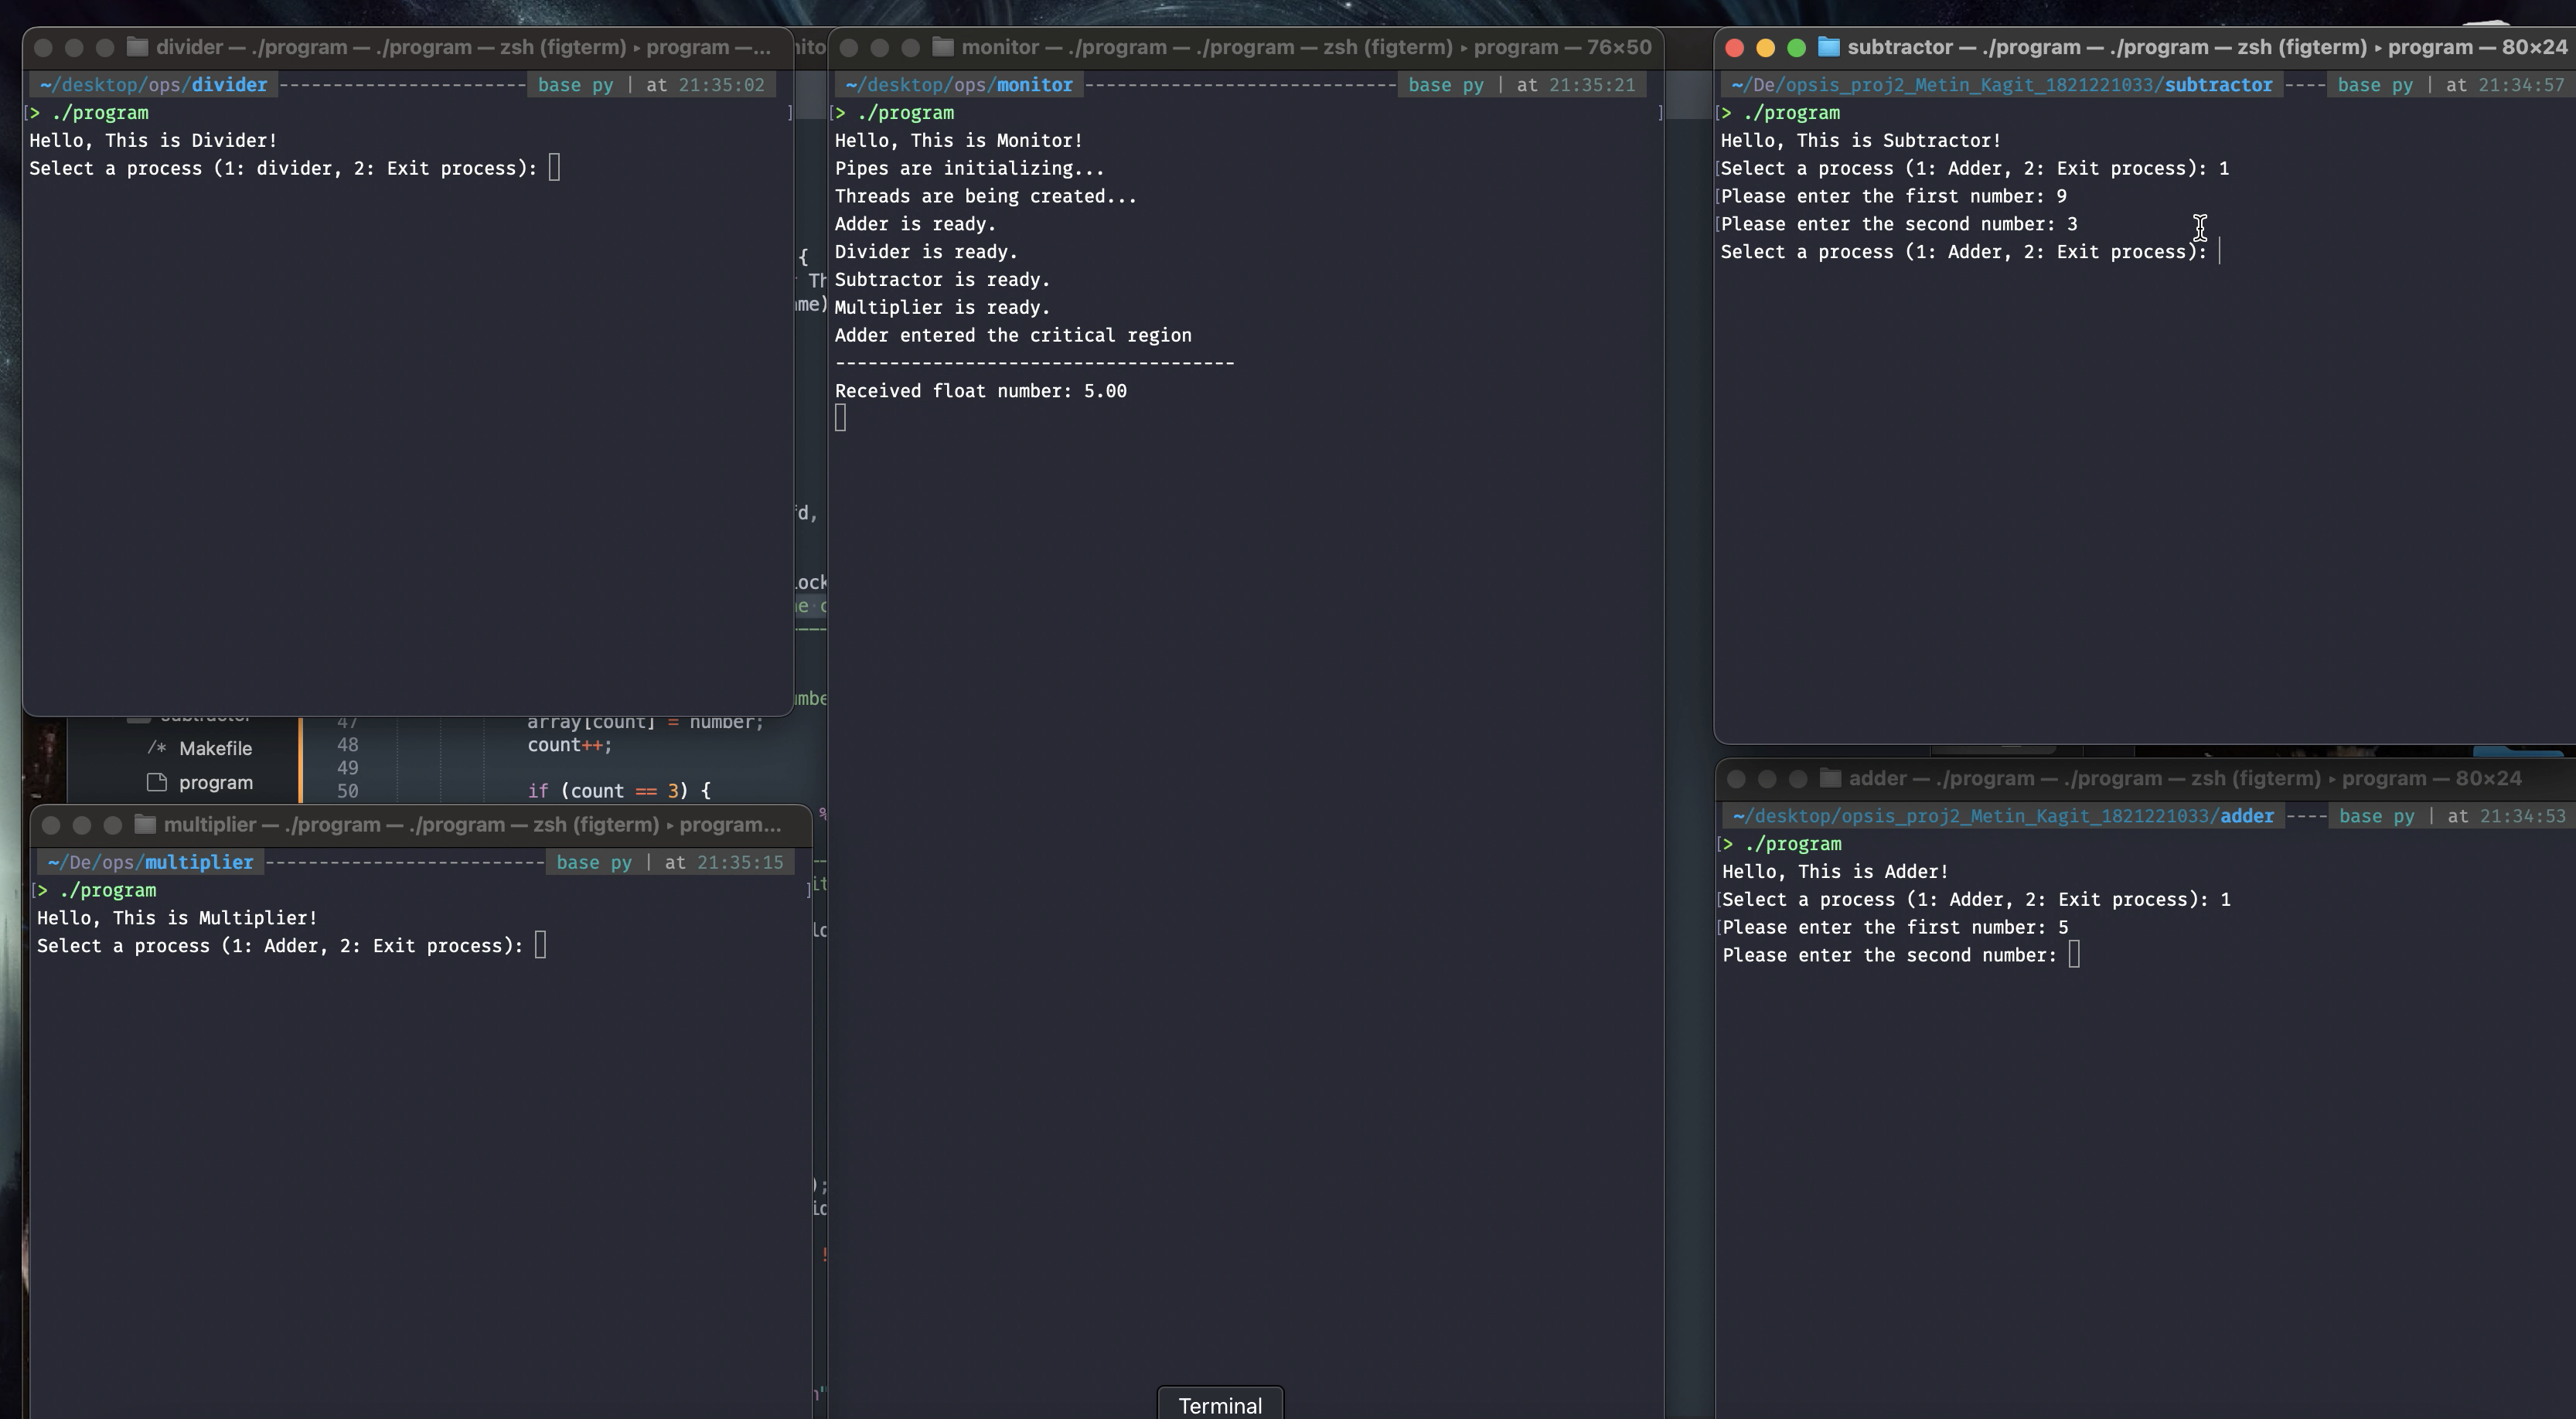 divider — ./program — ./program — zsh (figterm) ▸ program —...
~/desktop/ops/divider ----------------------- base py | at 21:35:02
> ./program
Hello, This is Divider!
Select a process (1: divider, 2: Exit process):
monitor — ./program — ./program — zsh (figterm) ▸ program — 76×50
~/desktop/ops/monitor ----------------------------- base py | at 21:35:21
> ./program
Hello, This is Monitor!
Pipes are initializing...
Threads are being created...
Adder is ready.
Divider is ready.
Subtractor is ready.
Multiplier is ready.
Adder entered the critical region
-------------------------------------
Received float number: 5.00
subtractor — ./program — ./program — zsh (figterm) ▸ program — 80×24
~/De/opsis_proj2_Metin_Kagit_1821221033/subtractor ---- base py | at 21:34:57
> ./program
Hello, This is Subtractor!
Select a process (1: Adder, 2: Exit process): 1
Please enter the first number: 9
Please enter the second number: 3
Select a process (1: Adder, 2: Exit process):
subtractor
Makefile
program
47 array[count] = number;
48 count++;
49
50 if (count == 3) {
multiplier — ./program — ./program — zsh (figterm) ▸ program...
~/De/ops/multiplier -------------------------- base py | at 21:35:15
> ./program
Hello, This is Multiplier!
Select a process (1: Adder, 2: Exit process):
adder — ./program — ./program — zsh (figterm) ▸ program — 80×24
~/desktop/opsis_proj2_Metin_Kagit_1821221033/adder ---- base py | at 21:34:53
> ./program
Hello, This is Adder!
Select a process (1: Adder, 2: Exit process): 1
Please enter the first number: 5
Please enter the second number:
Terminal